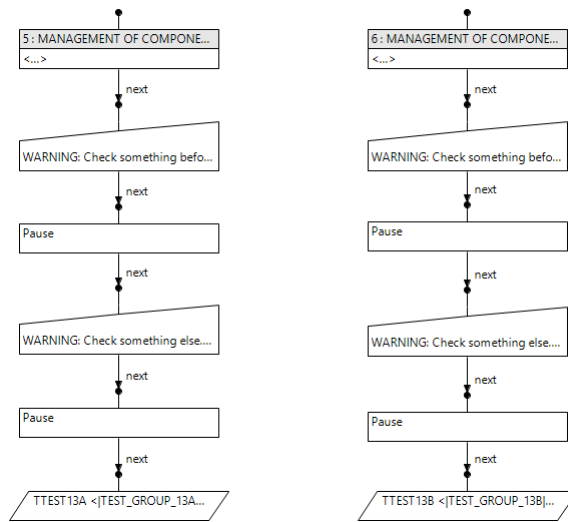 5 : MANAGEMENT OF COMPONE...
<...>
next
WARNING: Check something befo...
next
Pause
next
WARNING: Check something else....
next
Pause
next
TTEST13A <|TEST_GROUP_13A...
6 : MANAGEMENT OF COMPONE...
<...>
next
WARNING: Check something befo...
next
Pause
next
WARNING: Check something else....
next
Pause
next
TTEST13B <|TEST_GROUP_13B|...